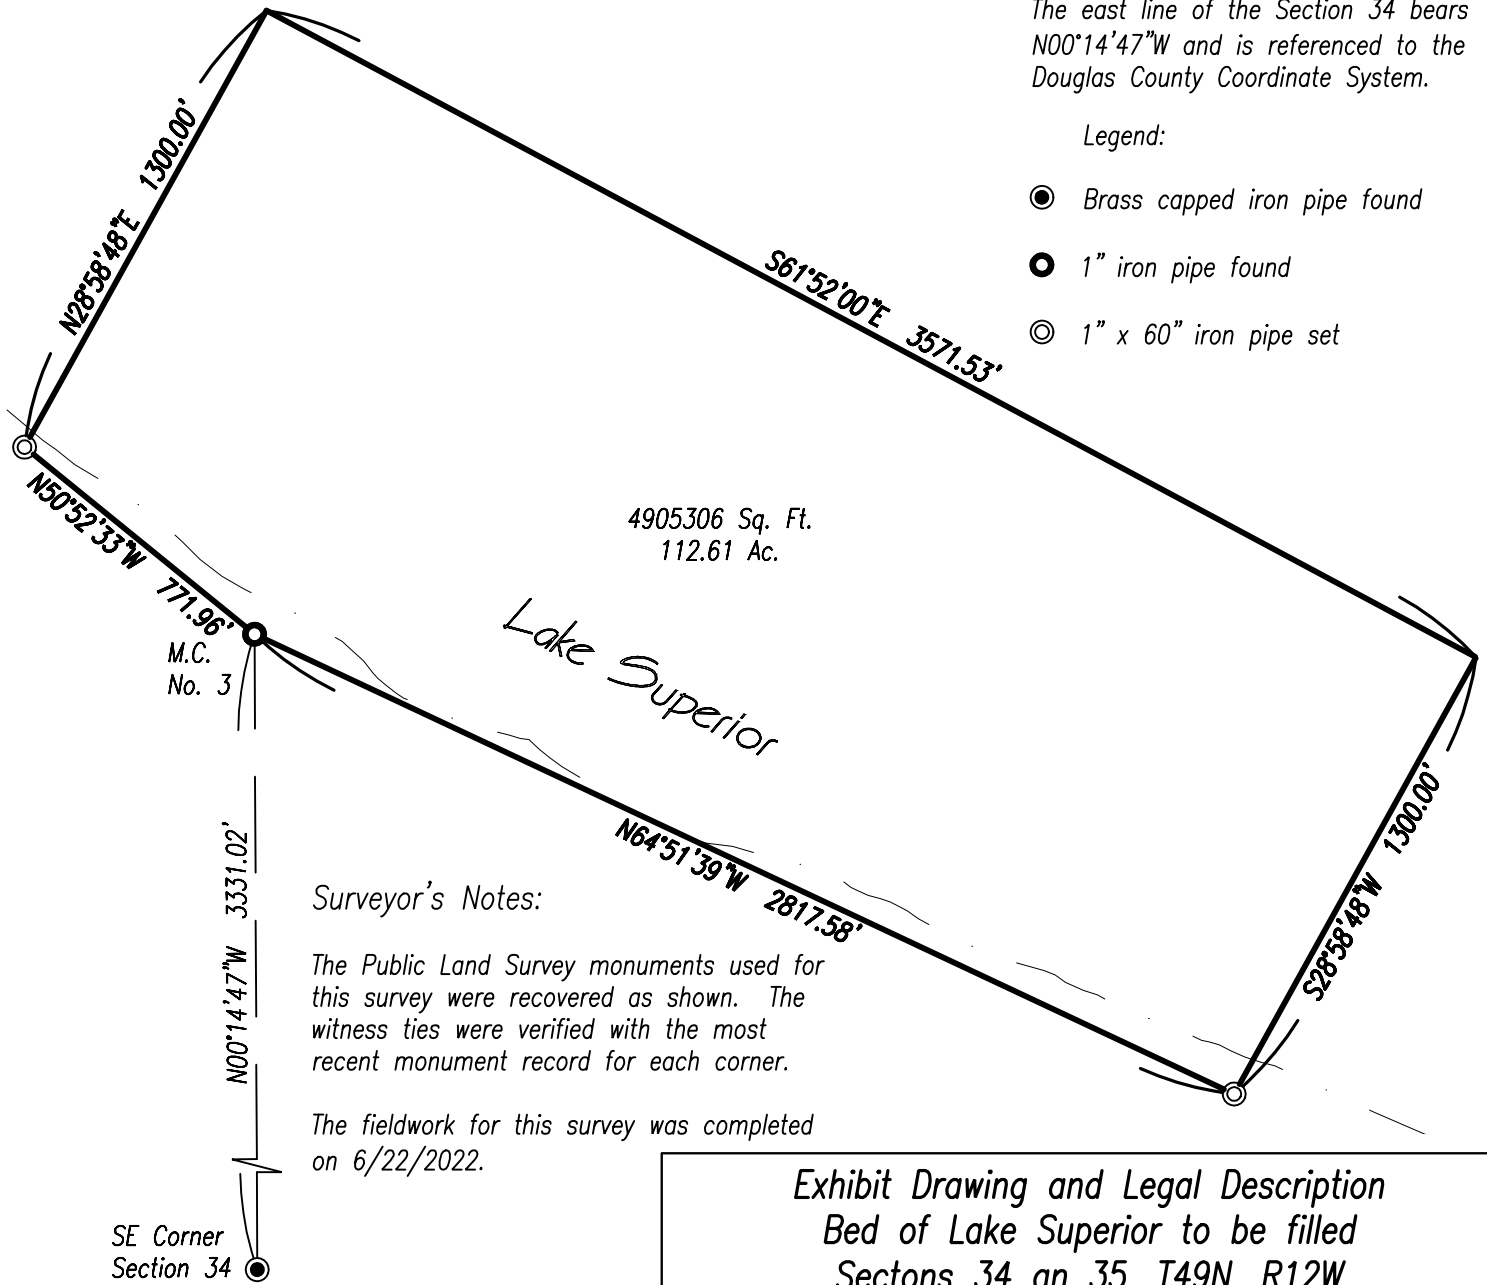 The east line of the Section 34 bears
N00°14'47"W and is referenced to the
Douglas County Coordinate System.
Legend:
Brass capped iron pipe found
1" iron pipe found
1" x 60" iron pipe set
N28°58'48"E 1300.00'
S61°52'00"E 3571.53'
N50°52'33"W 771.96'
4905306 Sq. Ft.
112.61 Ac.
Lake Superior
M.C.
No. 3
N64°51'39"W 2817.58'
S28°58'48"W 1300.00'
N00°14'47"W 3331.02'
Surveyor's Notes:
The Public Land Survey monuments used for
this survey were recovered as shown. The
witness ties were verified with the most
recent monument record for each corner.
The fieldwork for this survey was completed
on 6/22/2022.
SE Corner
Section 34
Exhibit Drawing and Legal Description
Bed of Lake Superior to be filled
Sectons 34 an 35 T49N R12W